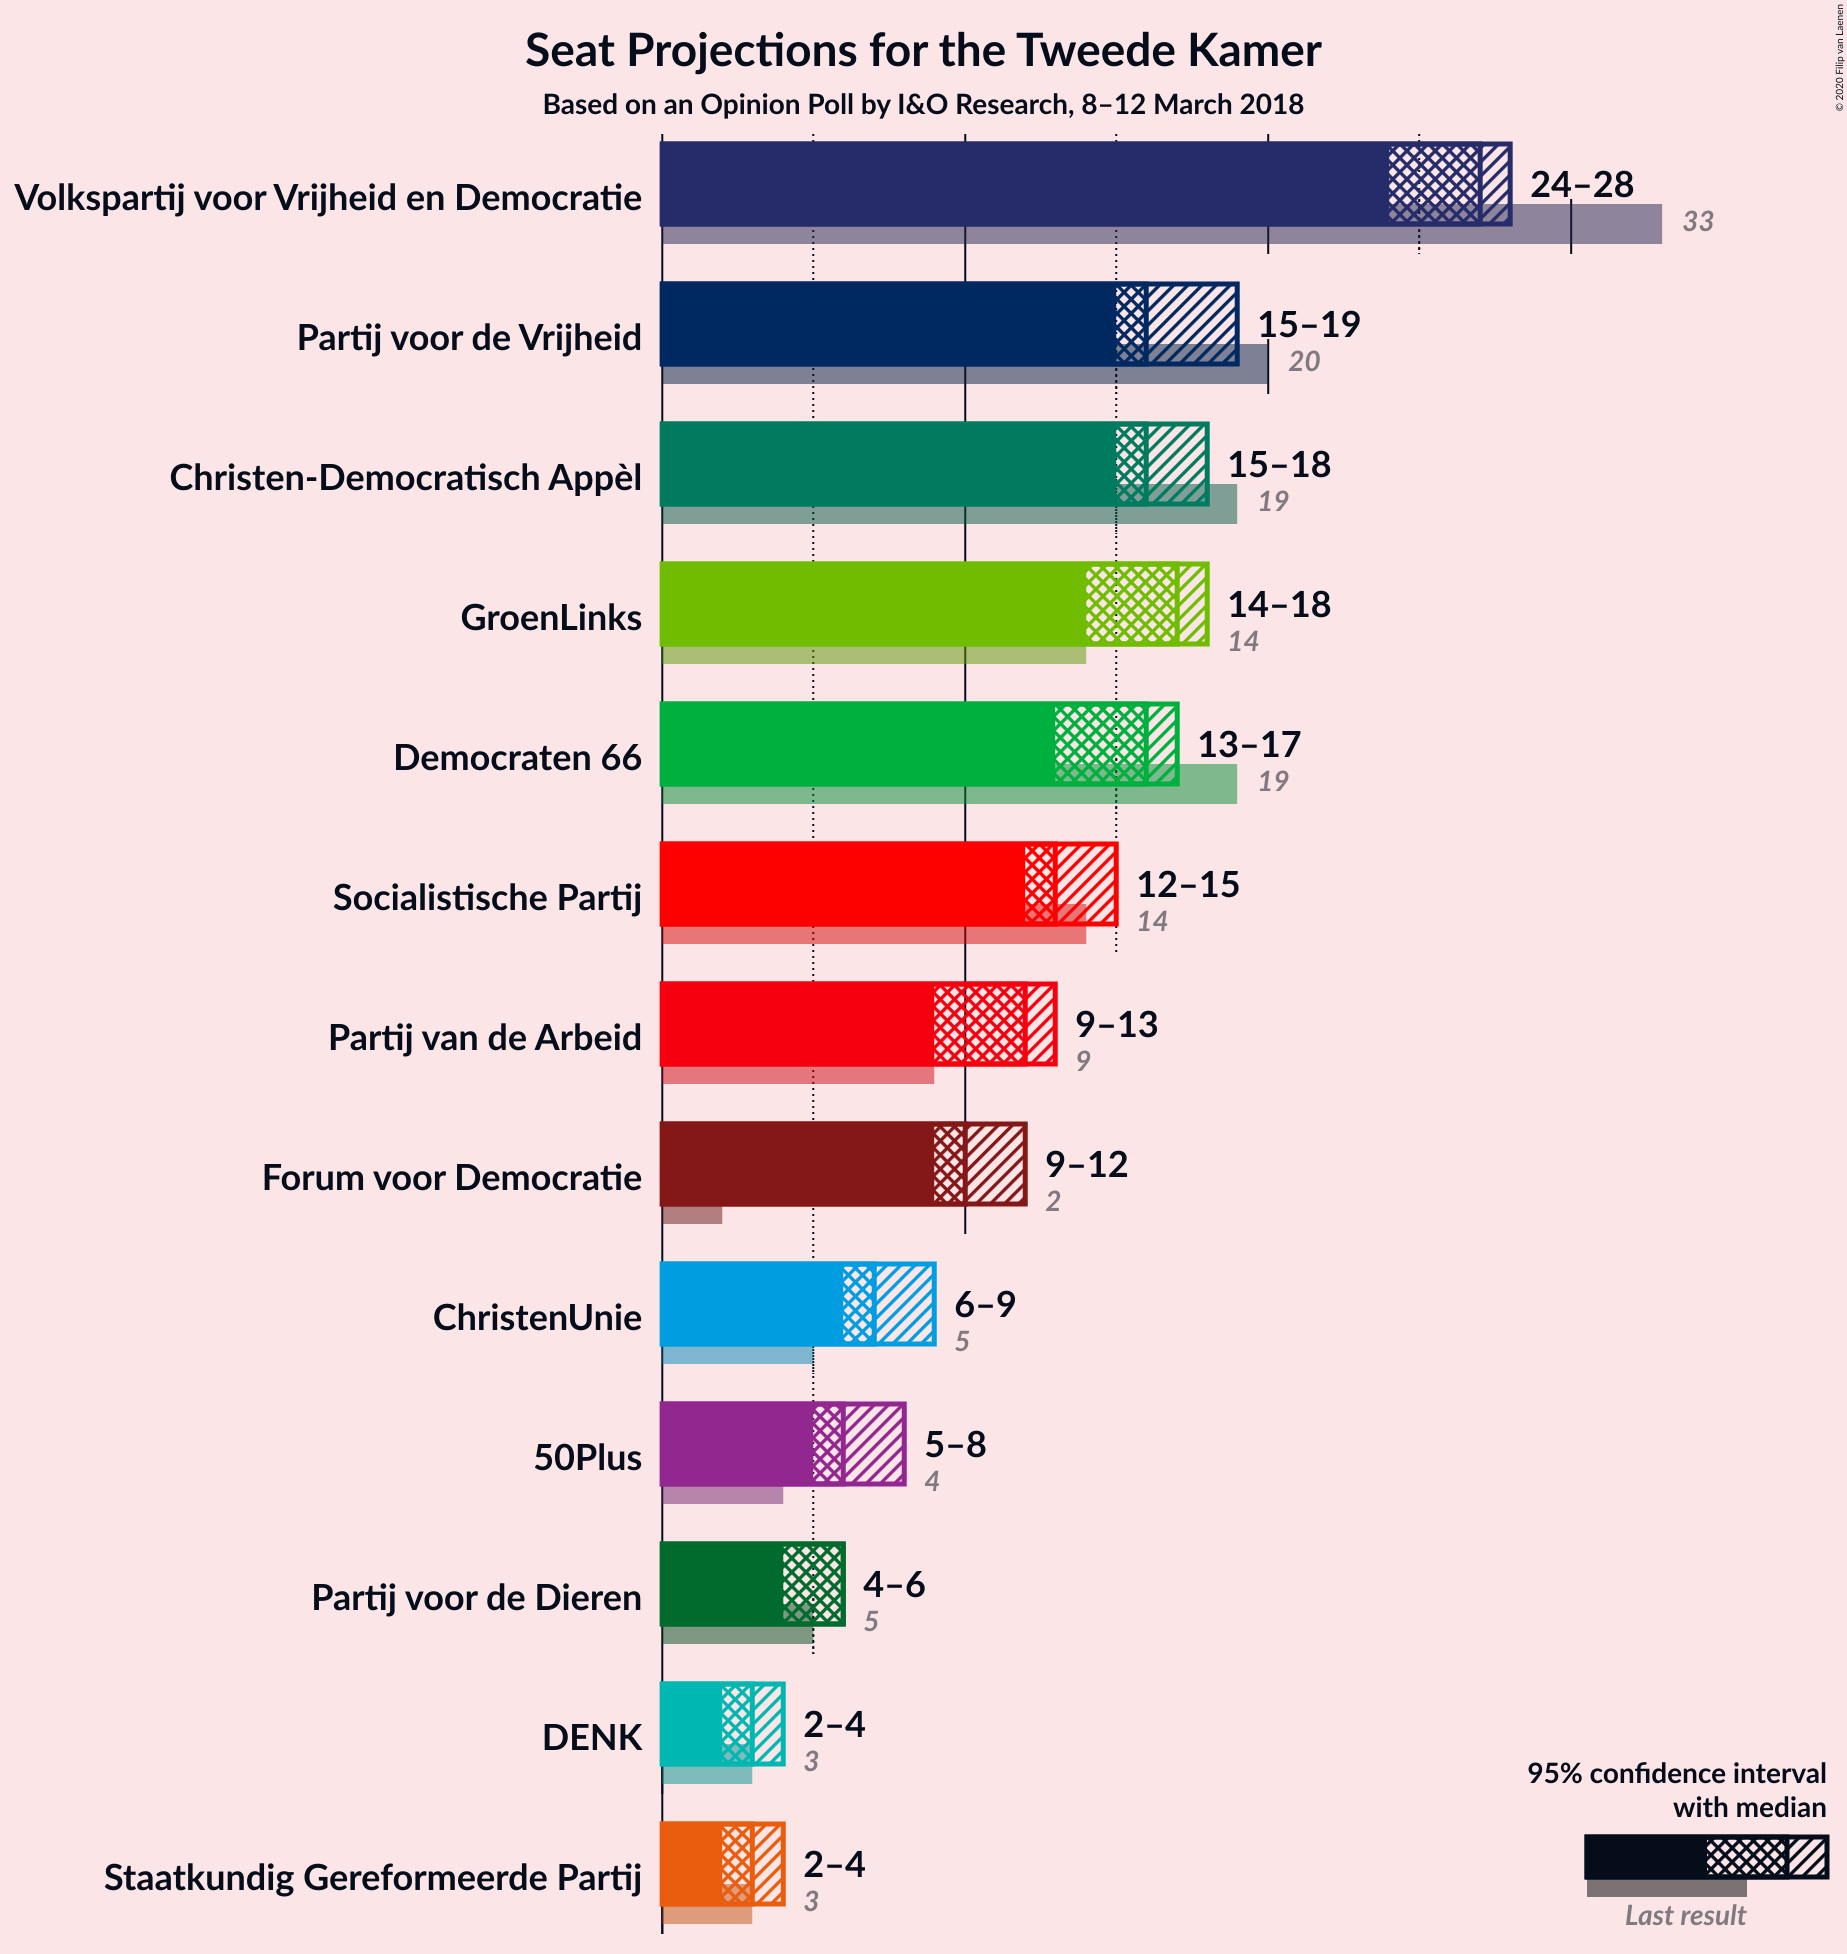 Seat Projections for the Tweede Kamer
Based on an Opinion Poll by I&O Research, 8–12 March 2018
© 2020 Filip van Laenen
Volkspartij voor Vrijheid en Democratie
24–28
33
Partij voor de Vrijheid
15–19
20
Christen-Democratisch Appèl
15–18
19
GroenLinks
14–18
14
Democraten 66
13–17
19
Socialistische Partij
12–15
14
Partij van de Arbeid
9–13
9
Forum voor Democratie
9–12
2
ChristenUnie
6–9
5
50Plus
5–8
4
Partij voor de Dieren
4–6
5
DENK
2–4
3
Staatkundig Gereformeerde Partij
2–4
3
95% confidence interval
with median
Last result